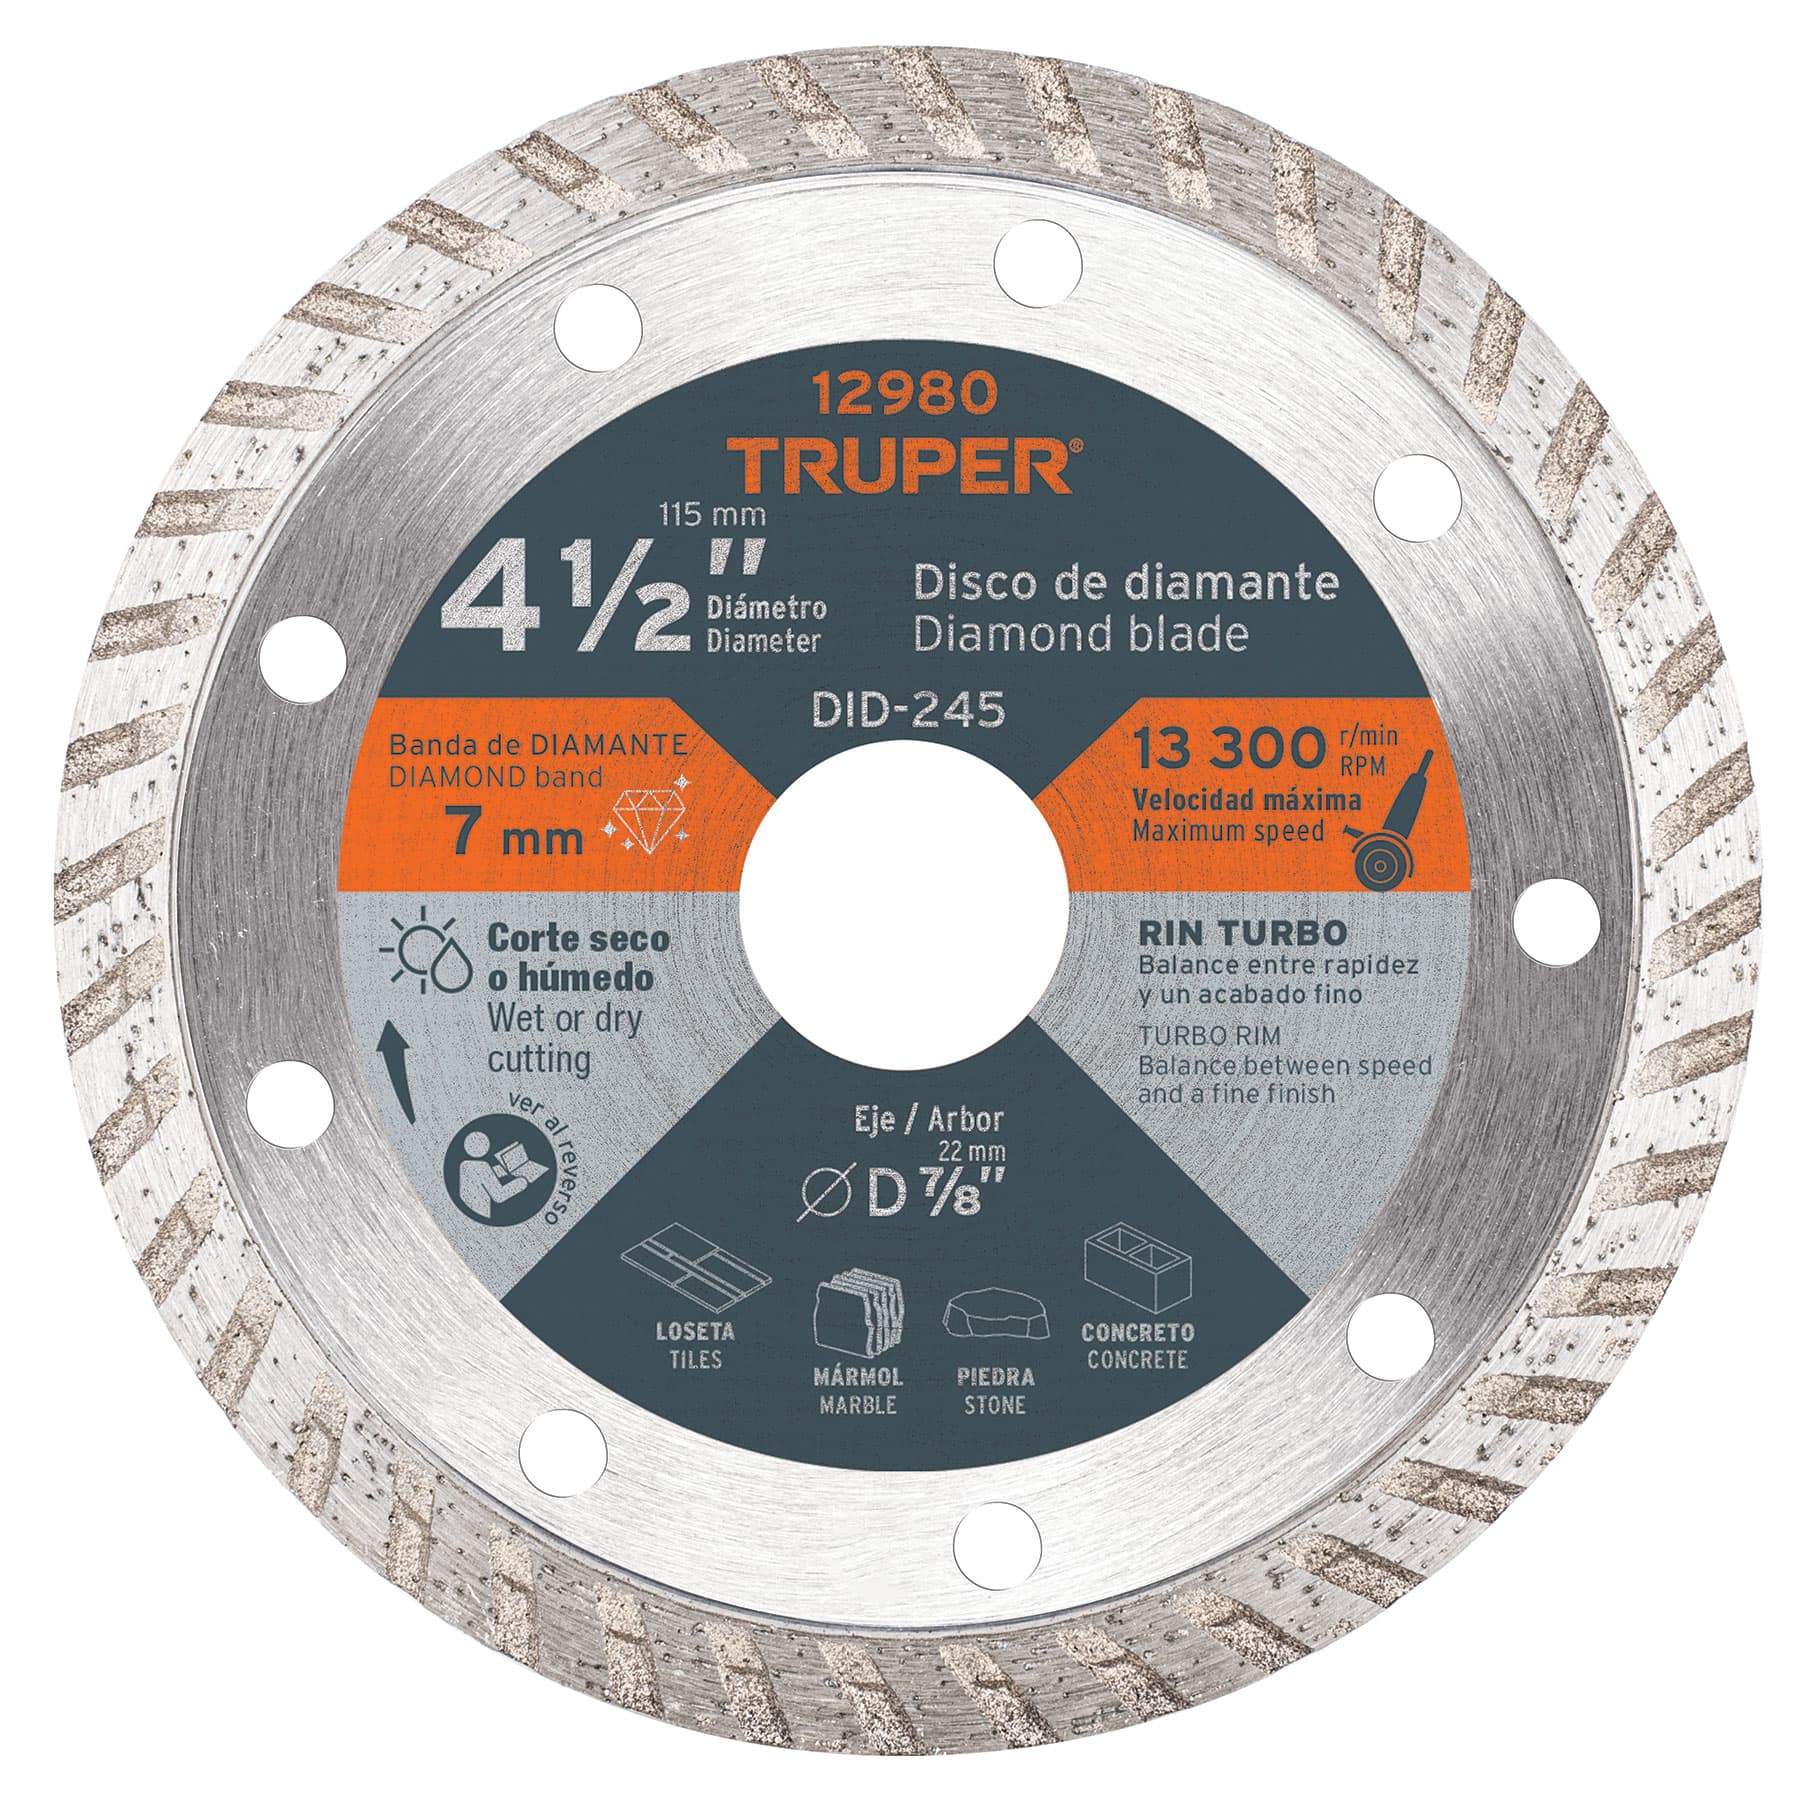 12980
TRUPER®
115 mm
4 1/2"
Diámetro
Diameter
Disco de diamante
Diamond blade
DID-245
Banda de DIAMANTE
DIAMOND band
7 mm
13 300 r/min
RPM
Velocidad máxima
Maximum speed
Corte seco
o húmedo
Wet or dry
cutting
ver al reverso
RIN TURBO
Balance entre rapidez
y un acabado fino
TURBO RIM
Balance between speed
and a fine finish
Eje / Arbor
22 mm
D 7/8"
LOSETA
TILES
MÁRMOL
MARBLE
PIEDRA
STONE
CONCRETO
CONCRETE